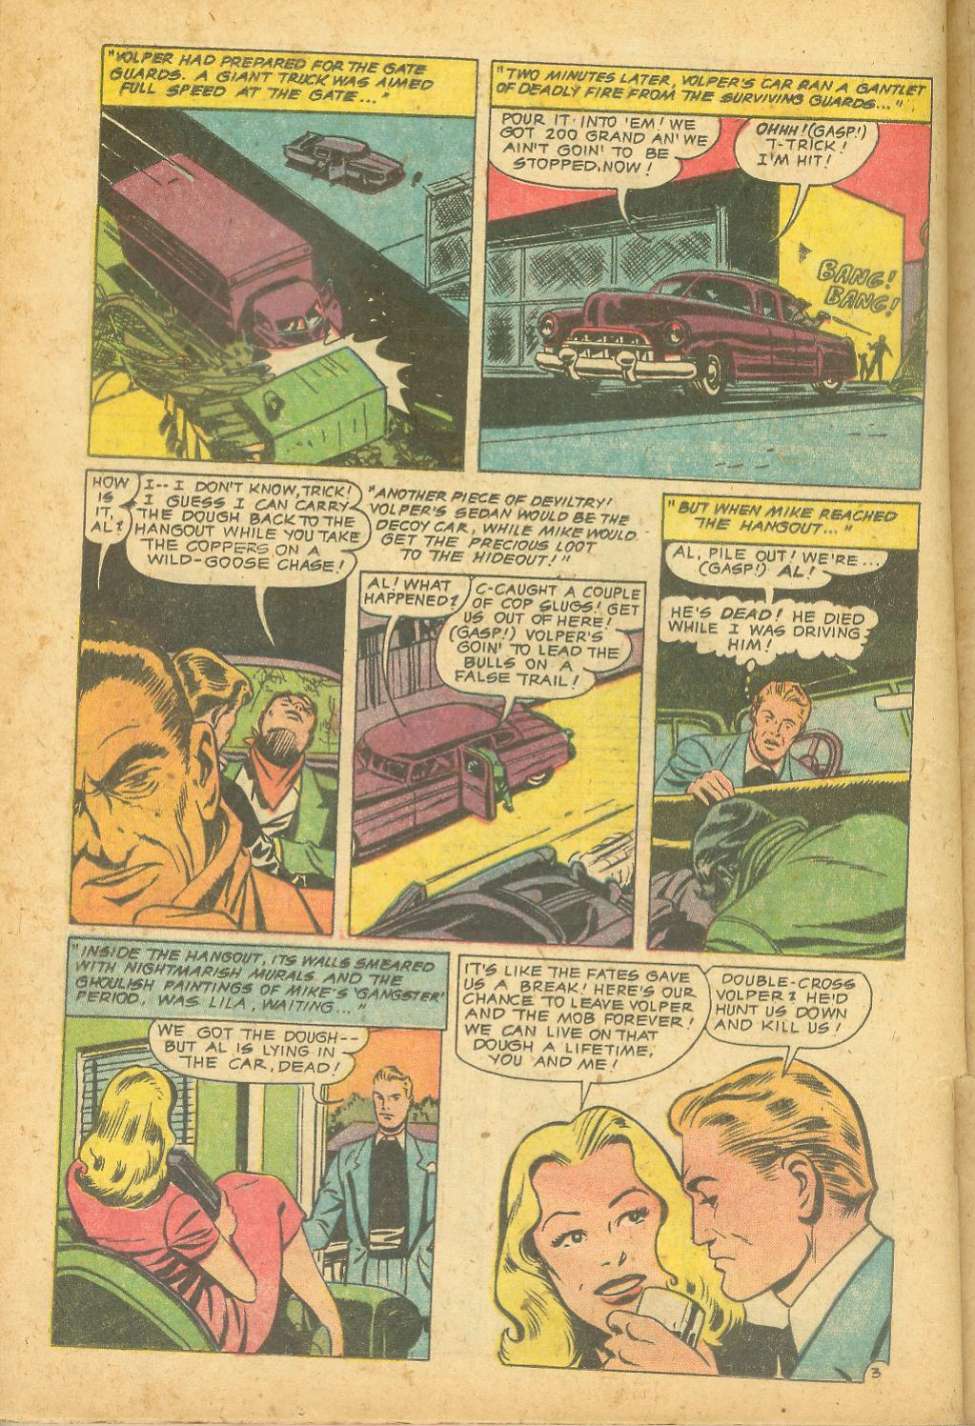 "VOLPER HAD PREPARED FOR THE GATE
GUARDS. A GIANT TRUCK WAS AIMED
FULL SPEED AT THE GATE..."
"TWO MINUTES LATER, VOLPER'S CAR RAN A GANTLET
OF DEADLY FIRE FROM THE SURVIVING GUARDS..."
POUR IT INTO 'EM! WE
GOT 200 GRAND AN' WE
AIN'T GOIN' TO BE
STOPPED, NOW!
OHHH! (GASP!)
T-TRICK!
I'M HIT!
BANG!
BANG!
HOW
IS
IT,
AL?
I-- I DON'T KNOW, TRICK!
I GUESS I CAN CARRY
THE DOUGH BACK TO THE
HANGOUT WHILE YOU TAKE
THE COPPERS ON A
WILD-GOOSE CHASE!
"ANOTHER PIECE OF DEVILTRY!
VOLPER'S SEDAN WOULD BE THE
DECOY CAR, WHILE MIKE WOULD
GET THE PRECIOUS LOOT
TO THE HIDEOUT!"
AL! WHAT
HAPPENED?
C-CAUGHT A COUPLE
OF COP SLUGS! GET
US OUT OF HERE!
(GASP!) VOLPER'S
GOIN' TO LEAD THE
BULLS ON A
FALSE TRAIL!
"BUT WHEN MIKE REACHED
THE HANGOUT..."
AL, PILE OUT! WE'RE...
(GASP!) AL!
HE'S DEAD! HE DIED
WHILE I WAS DRIVING
HIM!
"INSIDE THE HANGOUT, ITS WALLS SMEARED
WITH NIGHTMARISH MURALS AND THE
GHOULISH PAINTINGS OF MIKE'S 'GANGSTER'
PERIOD, WAS LILA, WAITING..."
WE GOT THE DOUGH--
BUT AL IS LYING IN
THE CAR, DEAD!
IT'S LIKE THE FATES GAVE
US A BREAK! HERE'S OUR
CHANCE TO LEAVE VOLPER
AND THE MOB FOREVER!
WE CAN LIVE ON THAT
DOUGH A LIFETIME,
YOU AND ME!
DOUBLE-CROSS
VOLPER? HE'D
HUNT US DOWN
AND KILL US!
3